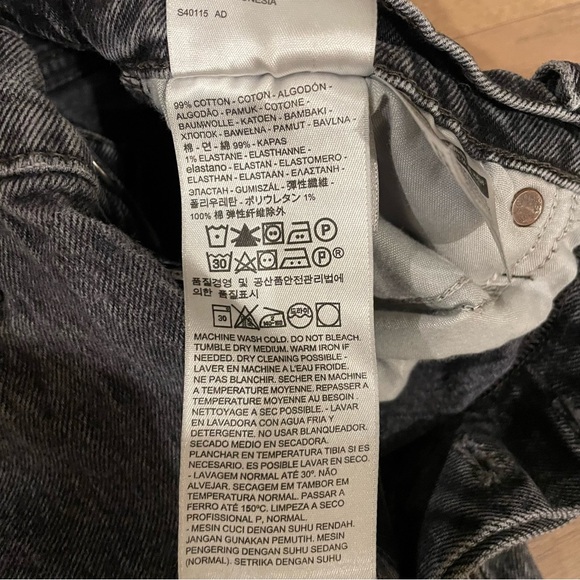 S40115 AD
99% COTTON - COTON - ALGODÓN -
ALGODÃO - PAMUK - COTONE -
BAUMWOLLE - KATOEN - BAMBAKI -
ХЛОПОК - BAWEŁNA - PAMUT - BAVLNA -
棉 - 면 - 綿 99% - KAPAS
1% ELASTANE - ELASTHANNE -
elastano - ELASTAN - ELASTOMERO -
ELASTHAN - ELASTAAN - ΕΛΑΣΤΑΝΗ -
ЭЛАСТАН - GUMISZÁL - 彈性纖維 -
폴리우레탄 - ポリウレタン 1%
100% 棉 弹性纤维除外
P
30 P ®
품질경영 및 공산품안전관리법에
의한 품질표시
30 드라이
MACHINE WASH COLD. DO NOT BLEACH.
TUMBLE DRY MEDIUM. WARM IRON IF
NEEDED. DRY CLEANING POSSIBLE -
LAVER EN MACHINE A L'EAU FROIDE.
NE PAS BLANCHIR. SECHER EN MACHINE
A TEMPERATURE MOYENNE. REPASSER A
TEMPERATURE MOYENNE AU BESOIN.
NETTOYAGE A SEC POSSIBLE. - LAVAR
EN LAVADORA CON AGUA FRIA Y
DETERGENTE. NO USAR BLANQUEADOR.
SECADO MEDIO EN SECADORA.
PLANCHAR EN TEMPERATURA TIBIA SI ES
NECESARIO. ES POSIBLE LAVAR EN SECO.
- LAVAGEM NORMAL ATÉ 30º. NÃO
ALVEJAR. SECAGEM EM TAMBOR EM
TEMPERATURA NORMAL. PASSAR A
FERRO ATÉ 150ºC. LIMPEZA A SECO
PROFISSIONAL P, NORMAL.
- MESIN CUCI DENGAN SUHU RENDAH.
JANGAN GUNAKAN PEMUTIH. MESIN
PENGERING DENGAN SUHU SEDANG
(NORMAL). SETRIKA DENGAN SUHU